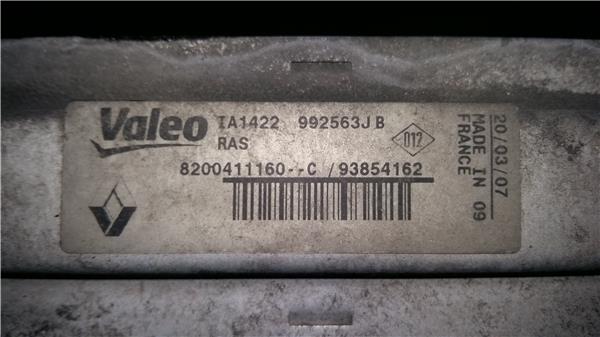 Valeo
IA1422 992563J B
RAS
012
8200411160--C /93854162
20/03/07
MADE IN 09
FRANCE